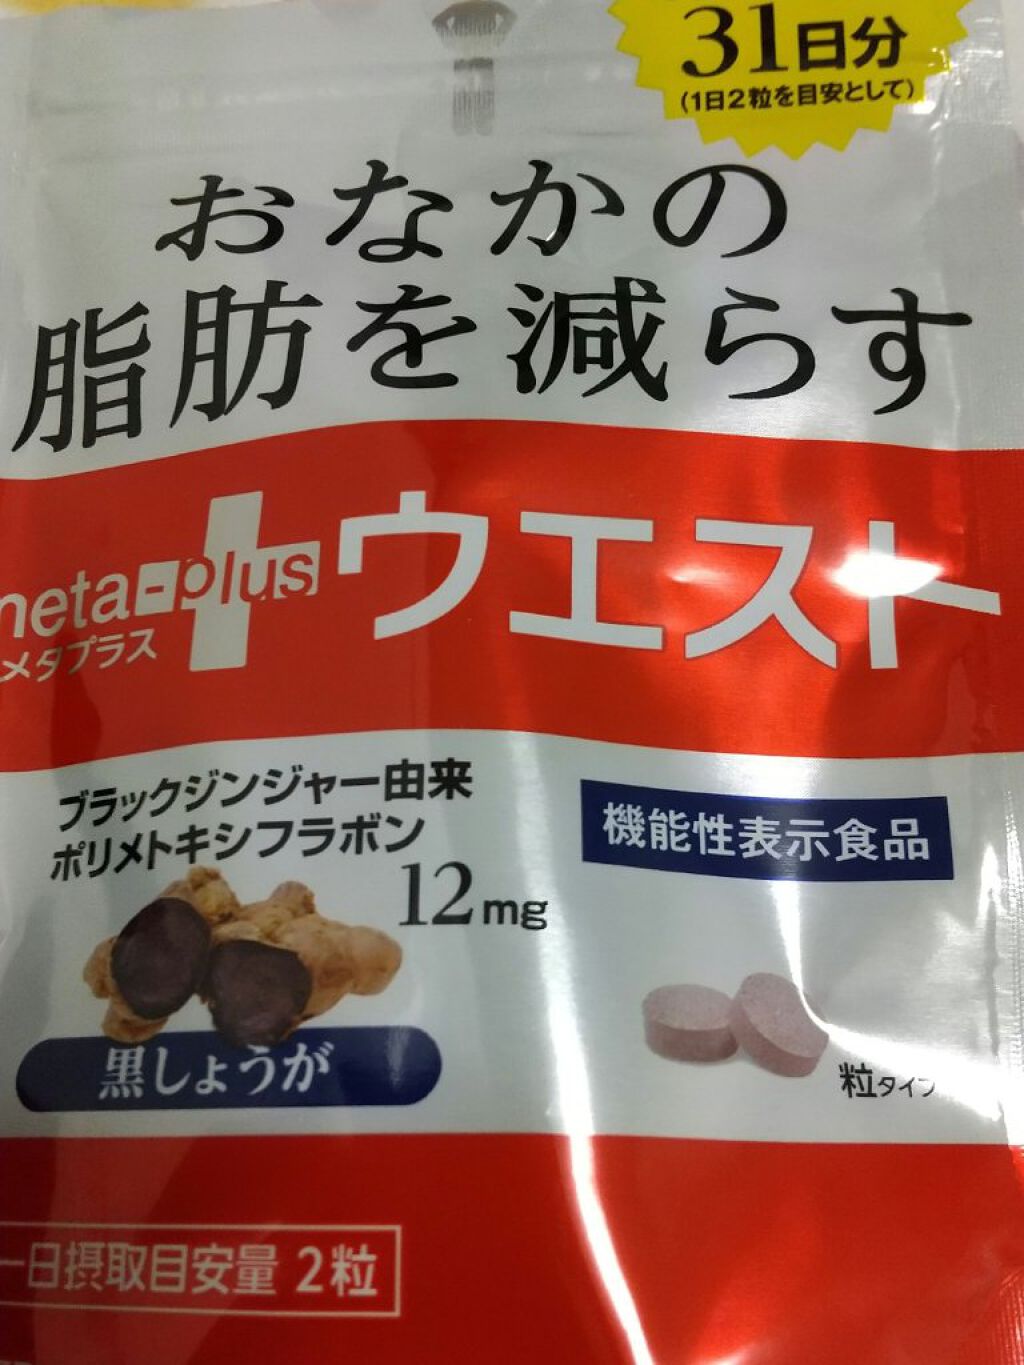 31日分
(1日2粒を目安として)
おなかの
脂肪を減らす
meta-plus
メタプラス
ウエスト
ブラックジンジャー由来
ポリメトキシフラボン
12mg
機能性表示食品
黒しょうが
粒タイプ
一日摂取目安量 2粒